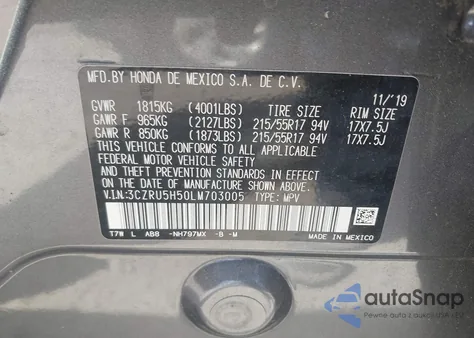 MFD.BY HONDA DE MEXICO S.A. DE C.V.
11/'19
GVWR 1815KG (4001LBS) TIRE SIZE RIM SIZE
GAWR F 965KG (2127LBS) 215/55R17 94V 17X7.5J
GAWR R 850KG (1873LBS) 215/55R17 94V 17X7.5J
THIS VEHICLE CONFORMS TO ALL APPLICABLE
FEDERAL MOTOR VEHICLE SAFETY AND
THEFT PREVENTION STANDARDS IN EFFECT ON
THE DATE OF MANUFACTURE SHOWN ABOVE.
V.I.N:3CZRU5H50LM703005 TYPE: MPV
T7W L AB8 -NH797MX -B -M
MADE IN MEXICO
autoSnap
Pewne auto z USA